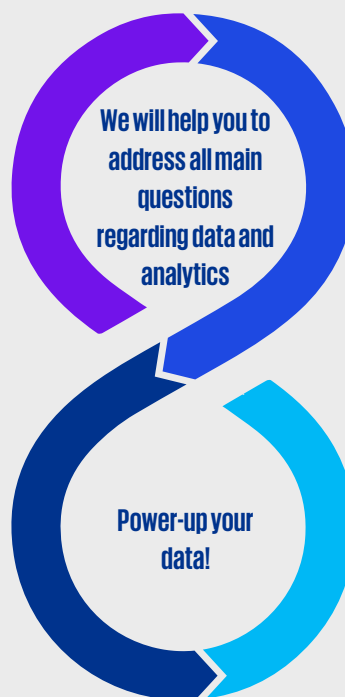 We will help you to
address all main
questions
regarding data and
analytics
Power-up your
data!